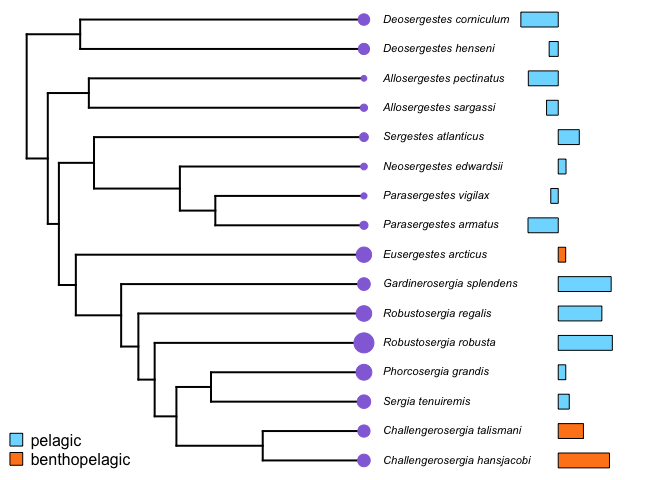 Deosergestes corniculum
Deosergestes henseni
Allosergestes pectinatus
Allosergestes sargassi
Sergestes atlanticus
Neosergestes edwardsii
Parasergestes vigilax
Parasergestes armatus
Eusergestes arcticus
Gardinerosergia splendens
Robustosergia regalis
Robustosergia robusta
Phorcosergia grandis
Sergia tenuiremis
Challengerosergia talismani
Challengerosergia hansjacobi
pelagic
benthopelagic